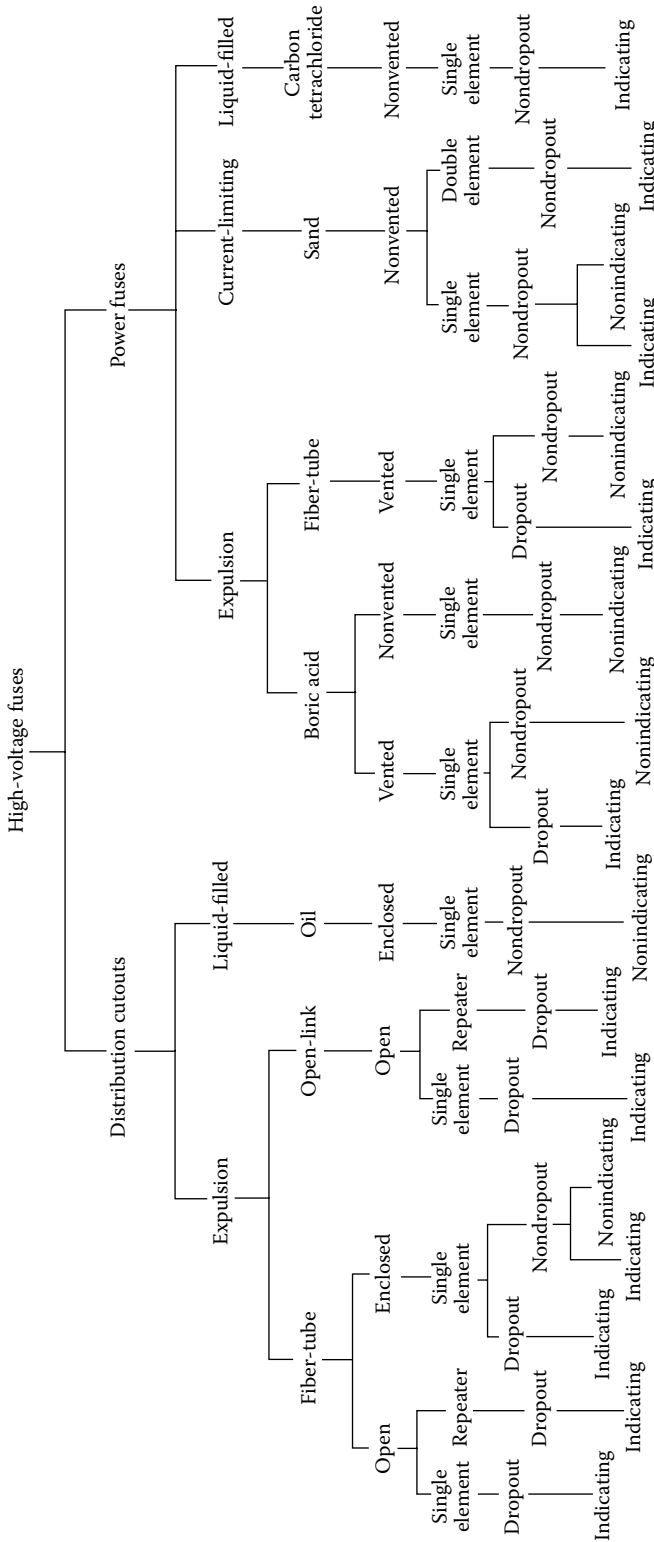 High-voltage fuses
Distribution cutouts
Power fuses
Expulsion
Liquid-filled
Expulsion
Current-limiting
Liquid-filled
Fiber-tube
Open-link
Oil
Boric acid
Fiber-tube
Sand
Carbon
tetrachloride
Open
Enclosed
Open
Enclosed
Vented
Nonvented
Vented
Nonvented
Nonvented
Single
element
Repeater
Single
element
Single
element
Repeater
Single
element
Single
element
Single
element
Single
element
Single
element
Double
element
Single
element
Dropout
Dropout
Dropout
Nondropout
Dropout
Dropout
Nondropout
Dropout
Nondropout
Nondropout
Dropout
Nondropout
Nondropout
Nondropout
Nondropout
Indicating
Indicating
Indicating
Indicating
Nonindicating
Indicating
Indicating
Nonindicating
Indicating
Nonindicating
Nonindicating
Indicating
Nonindicating
Indicating
Nonindicating
Indicating
Indicating